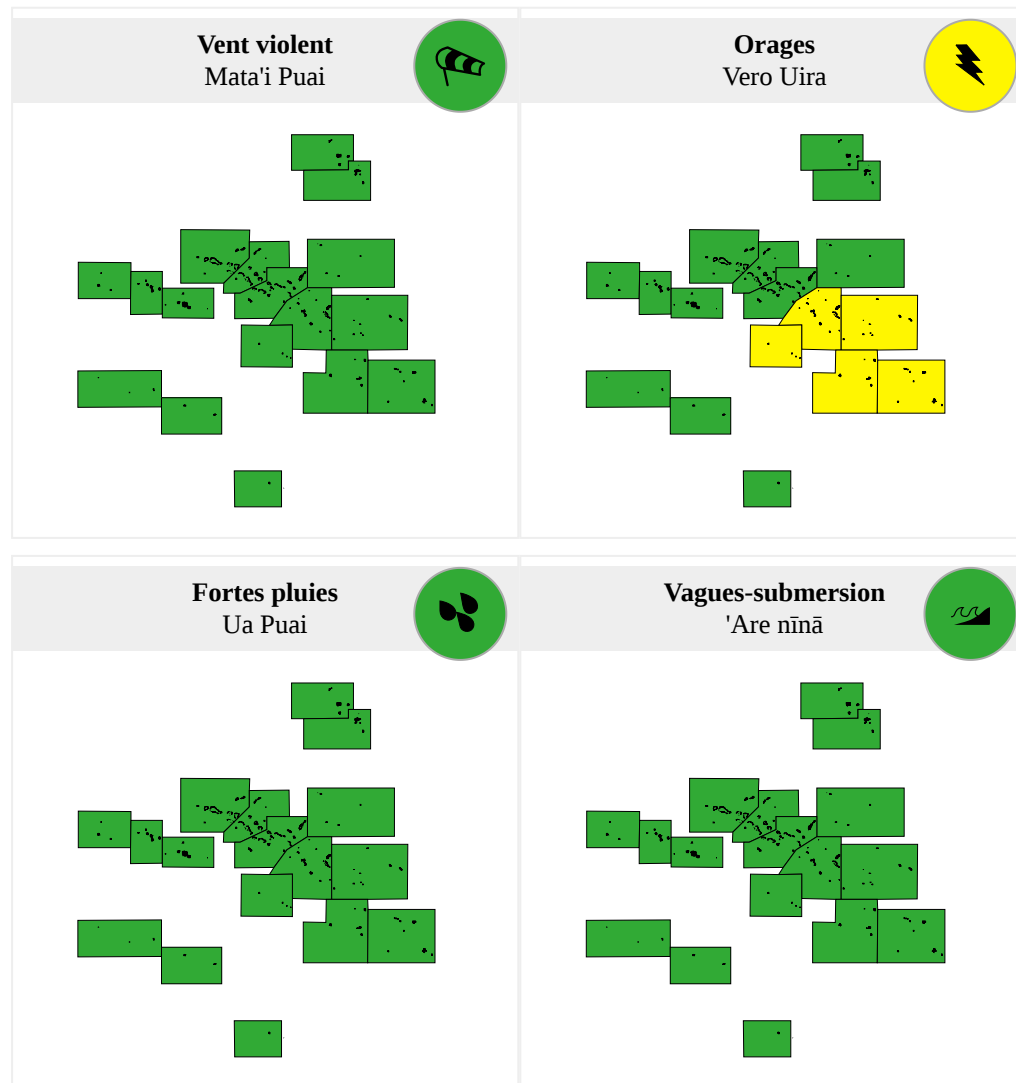 Vent violent
Mata'i Puai
Orages
Vero Uira
Fortes pluies
Ua Puai
Vagues-submersion
'Are nīnā